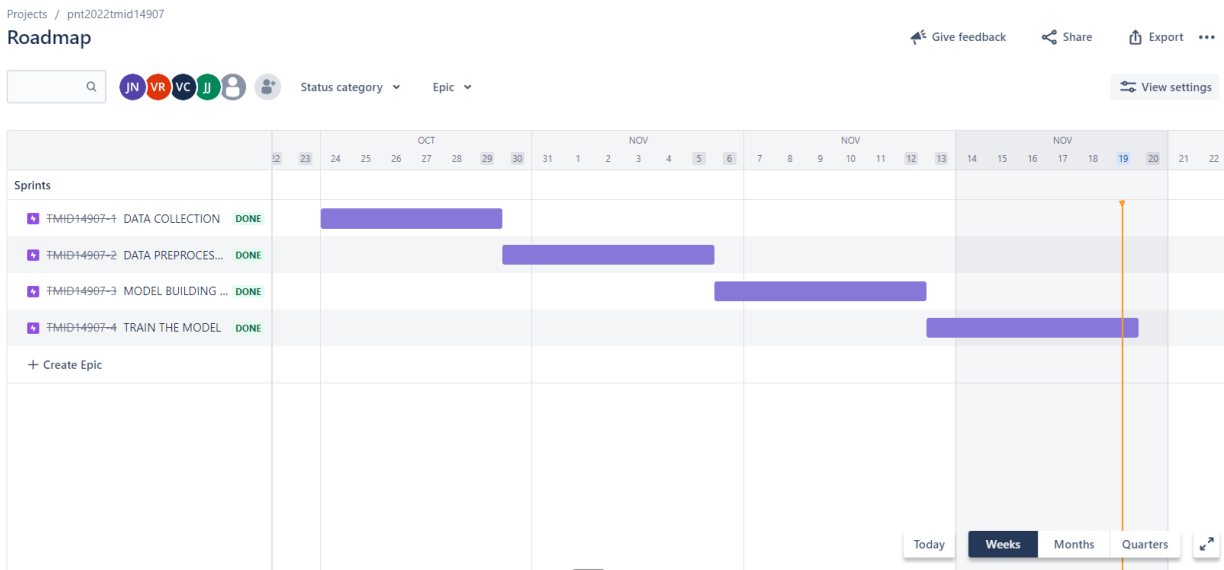 Projects / pnt2022tmid14907
Roadmap
Give feedback
Share
Export
JN VR VC JJ
Status category
Epic
View settings
OCT NOV NOV NOV
22 23 24 25 26 27 28 29 30 31 1 2 3 4 5 6 7 8 9 10 11 12 13 14 15 16 17 18 19 20 21 22
Sprints
TMID14907-1 DATA COLLECTION DONE
TMID14907-2 DATA PREPROCES... DONE
TMID14907-3 MODEL BUILDING ... DONE
TMID14907-4 TRAIN THE MODEL DONE
+ Create Epic
Today Weeks Months Quarters